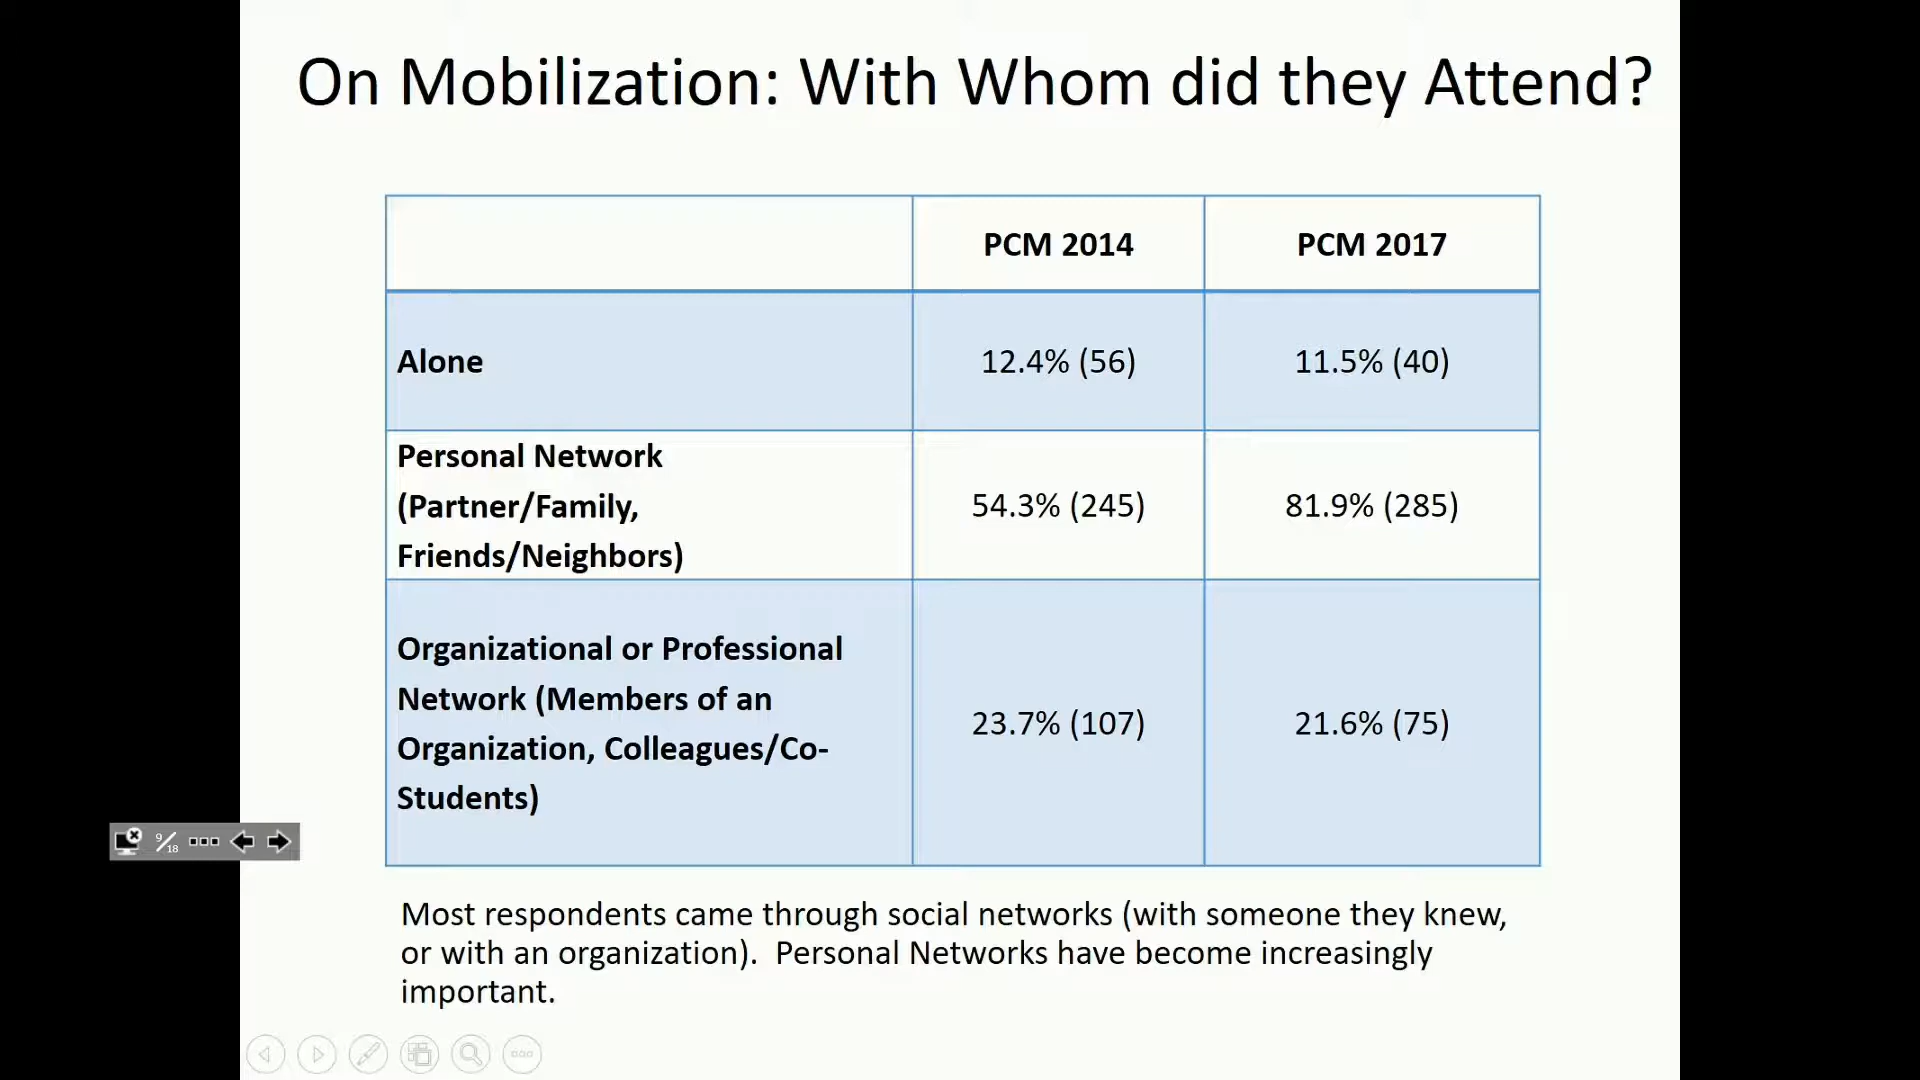 On Mobilization: With Whom did they Attend?
PCM 2014
PCM 2017
Alone
12.4% (56)
11.5% (40)
Personal Network
(Partner/Family,
Friends/Neighbors)
54.3% (245)
81.9% (285)
Organizational or Professional
Network (Members of an
Organization, Colleagues/Co-
Students)
23.7% (107)
21.6% (75)
9/18
Most respondents came through social networks (with someone they knew,
or with an organization).  Personal Networks have become increasingly
important.